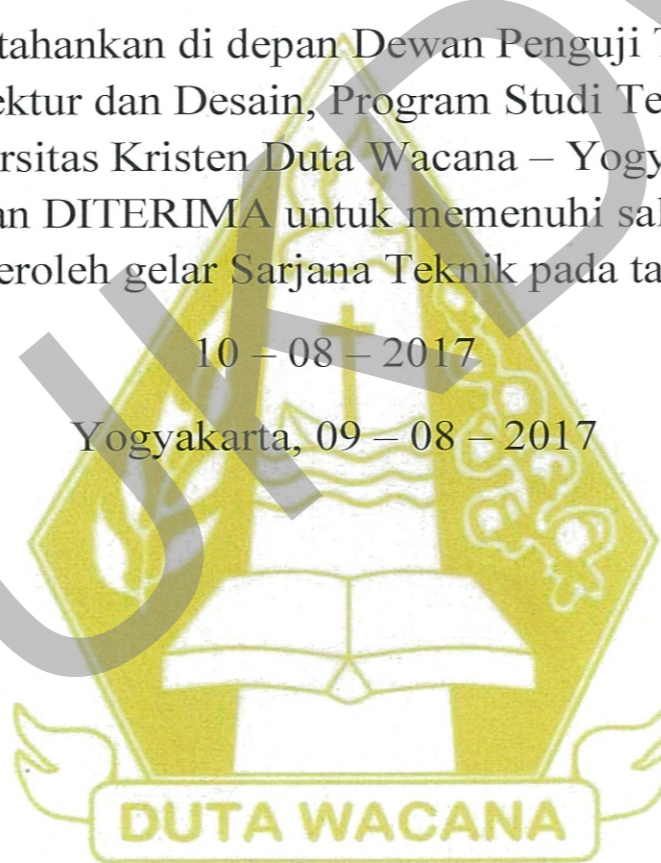 tahankan di depan Dewan Penguji
ektur dan Desain, Program Studi Te
ersitas Kristen Duta Wacana – Yogy
an DITERIMA untuk memenuhi sal
eroleh gelar Sarjana Teknik pada ta
10 – 08 – 2017
Yogyakarta, 09 – 08 – 2017
DUTA WACANA